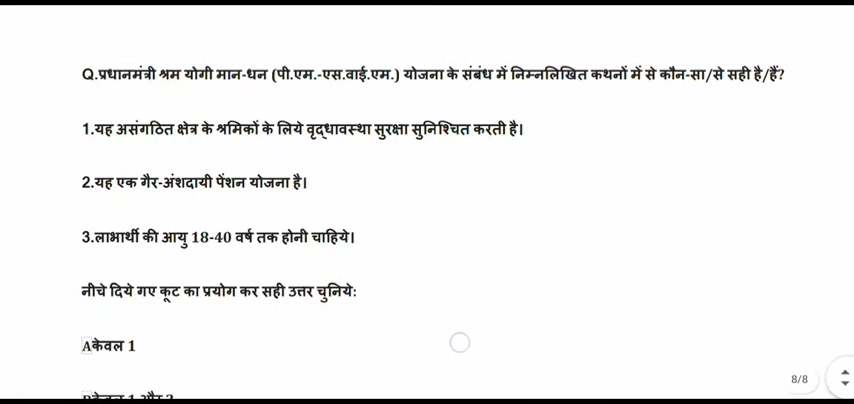 Q.प्रधानमंत्री श्रम योगी मान-धन (पी.एम.-एस.वाई.एम.) योजना के संबंध में निम्नलिखित कथनों में से कौन-सा/से सही है/हैं?
1.यह असंगठित क्षेत्र के श्रमिकों के लिये वृद्धावस्था सुरक्षा सुनिश्चित करती है।
2.यह एक गैर-अंशदायी पेंशन योजना है।
3.लाभार्थी की आयु 18-40 वर्ष तक होनी चाहिये।
नीचे दिये गए कूट का प्रयोग कर सही उत्तर चुनिये:
Aकेवल 1
8/8